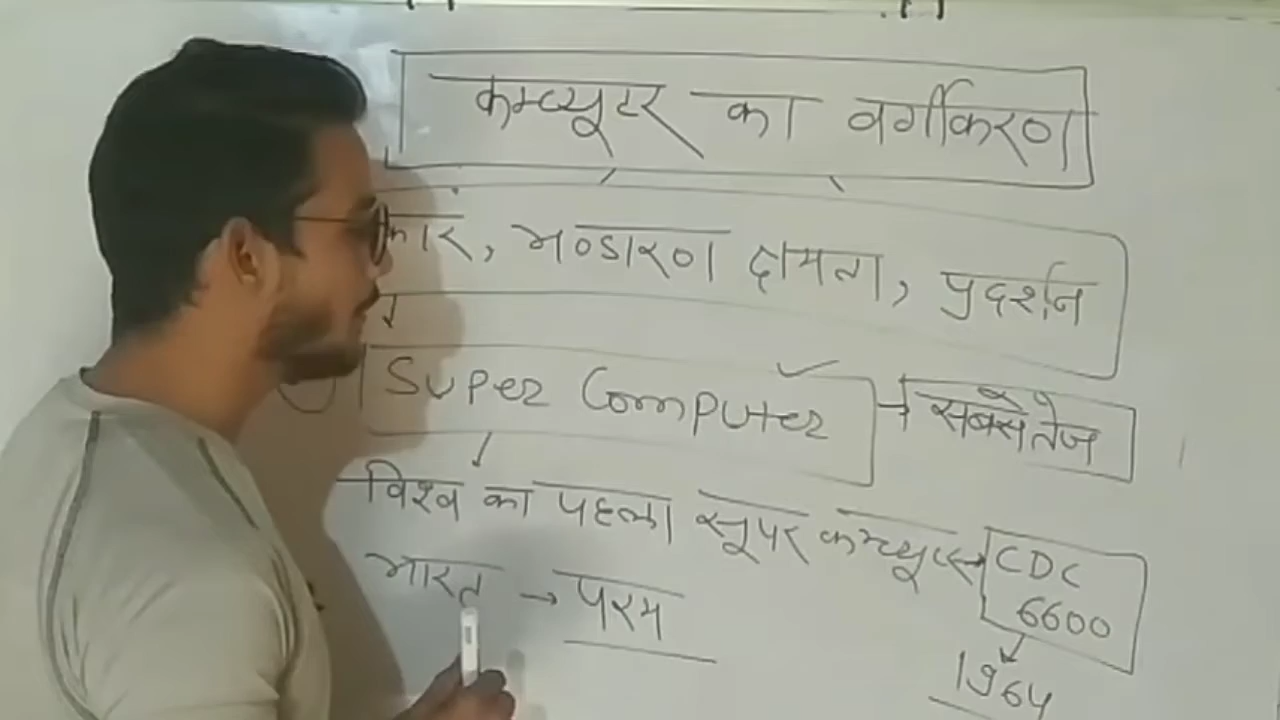 कम्प्यूटर का वर्गीकरण
कार, भण्डारण क्षमता, प्रदर्शन
Super Computer → सबसे तेज
विश्व का पहला सूपर कम्प्यूटर → CDC 6600
भारत → परम
1964